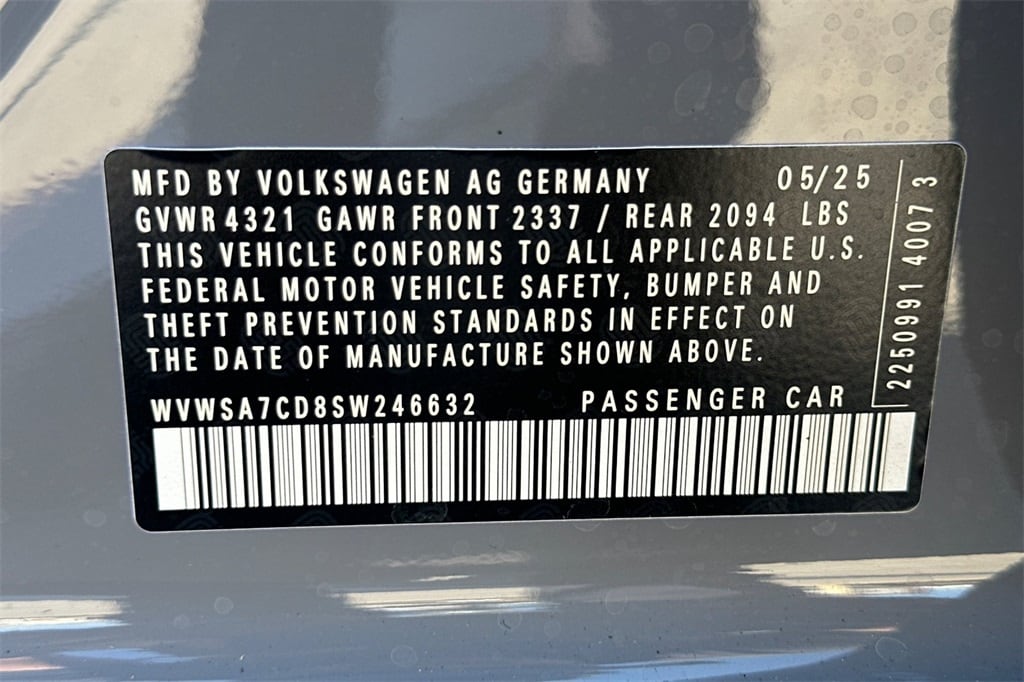 MFD BY VOLKSWAGEN AG GERMANY 05/25
GVWR 4321 GAWR FRONT 2337 / REAR 2094 LBS
THIS VEHICLE CONFORMS TO ALL APPLICABLE U.S.
FEDERAL MOTOR VEHICLE SAFETY, BUMPER AND
THEFT PREVENTION STANDARDS IN EFFECT ON
THE DATE OF MANUFACTURE SHOWN ABOVE.
WVWSA7CD8SW246632 PASSENGER CAR
2250991 4007 3